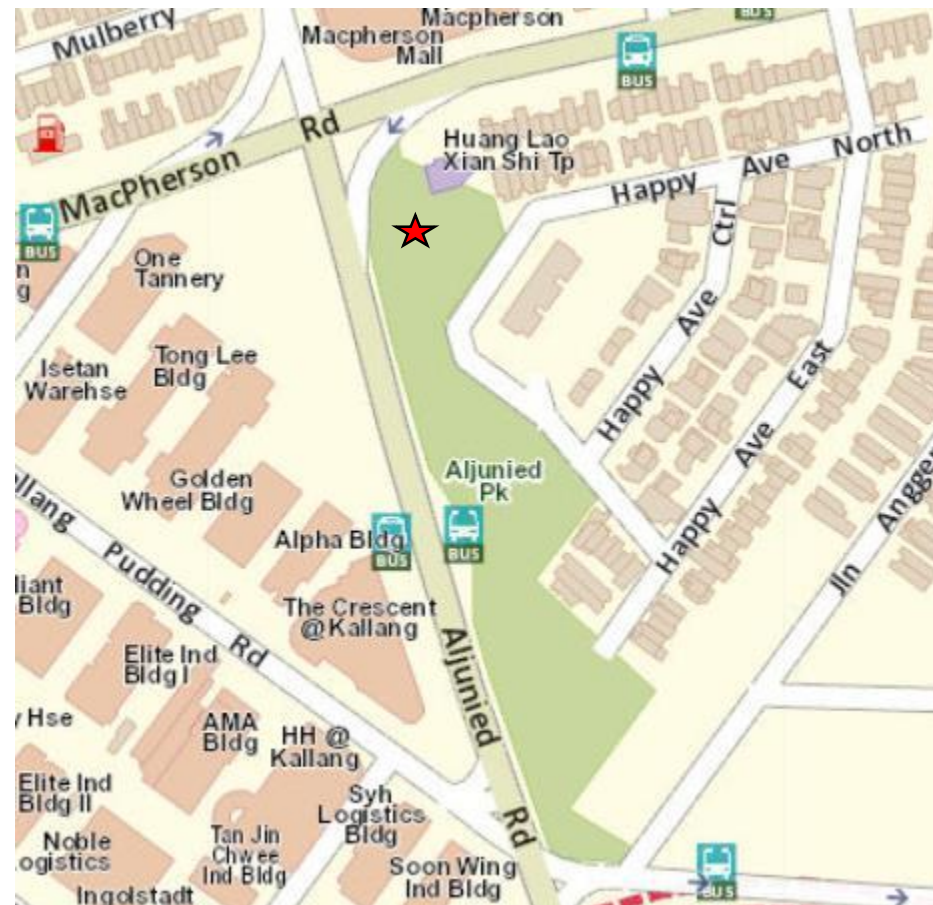 Mulberry
Macpherson
Macpherson
Mall
BUS
BUS
MacPherson Rd
Huang Lao
Xian Shi Tp
Happy Ave North
BUS
One
Tannery
Happy Ave Ctrl
Isetan
Warehse
Tong Lee
Bldg
Happy Ave East
Aljunied
Pk
Golden
Wheel Bldg
Alpha Bldg
BUS
BUS
Pudding Rd
Jln
Bldg
The Crescent
@ Kallang
Elite Ind
Bldg I
Aljunied Rd
Hse
AMA
Bldg
HH @
Kallang
Elite Ind
Bldg II
Syh
Logistics
Bldg
Noble
ogistics
Tan Jin
Chwee
Ind Bldg
Soon Wing
Ind Bldg
BUS
Ingolstadt